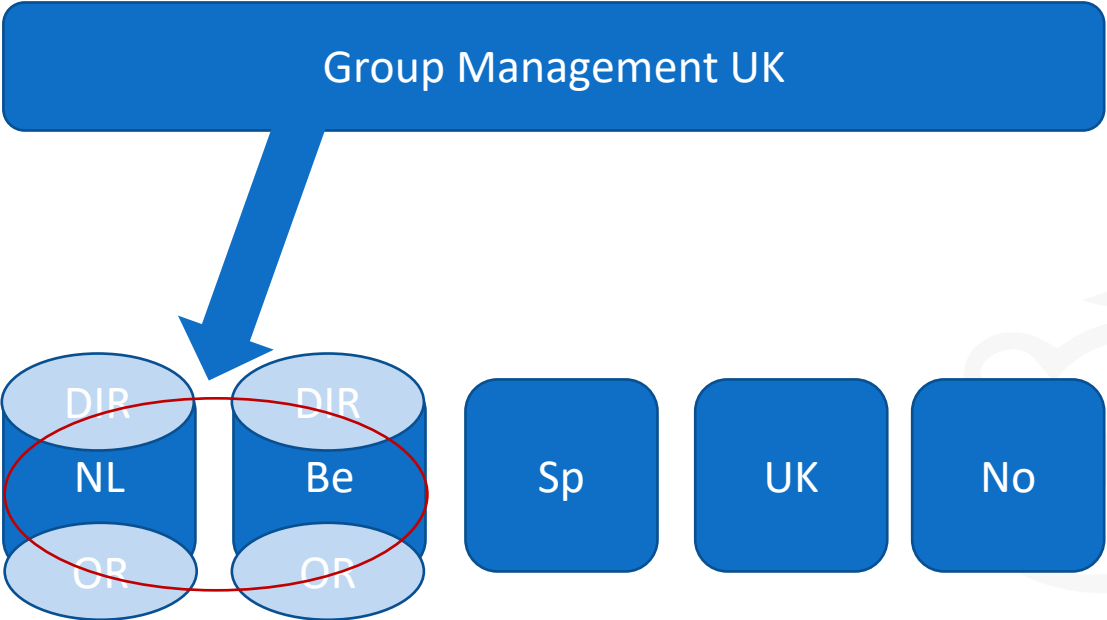 Group Management UK
DIR
DIR
NL
Be
Sp
UK
No
OR
OR